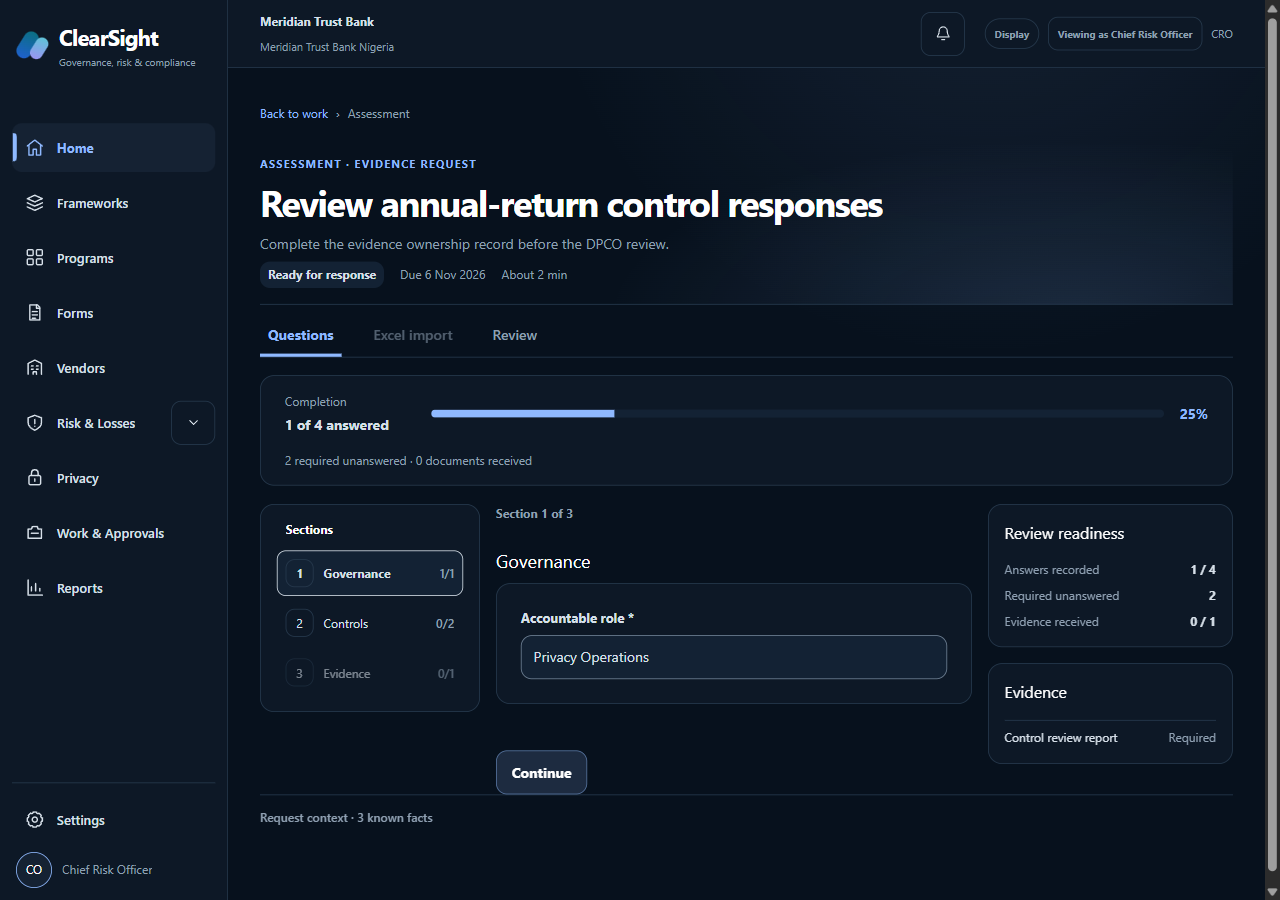 ClearSight
Governance, risk & compliance
Home
Frameworks
Programs
Forms
Vendors
Risk & Losses
Privacy
Work & Approvals
Reports
Settings
CO
Chief Risk Officer
Meridian Trust Bank
Meridian Trust Bank Nigeria
Display
Viewing as Chief Risk Officer
CRO
Back to work › Assessment
ASSESSMENT · EVIDENCE REQUEST
Review annual-return control responses
Complete the evidence ownership record before the DPCO review.
Ready for response
Due 6 Nov 2026
About 2 min
Questions
Excel import
Review
Completion
1 of 4 answered
25%
2 required unanswered · 0 documents received
Sections
1 Governance 1/1
2 Controls 0/2
3 Evidence 0/1
Section 1 of 3
Governance
Accountable role *
Privacy Operations
Continue
Review readiness
Answers recorded 1 / 4
Required unanswered 2
Evidence received 0 / 1
Evidence
Control review report Required
Request context · 3 known facts